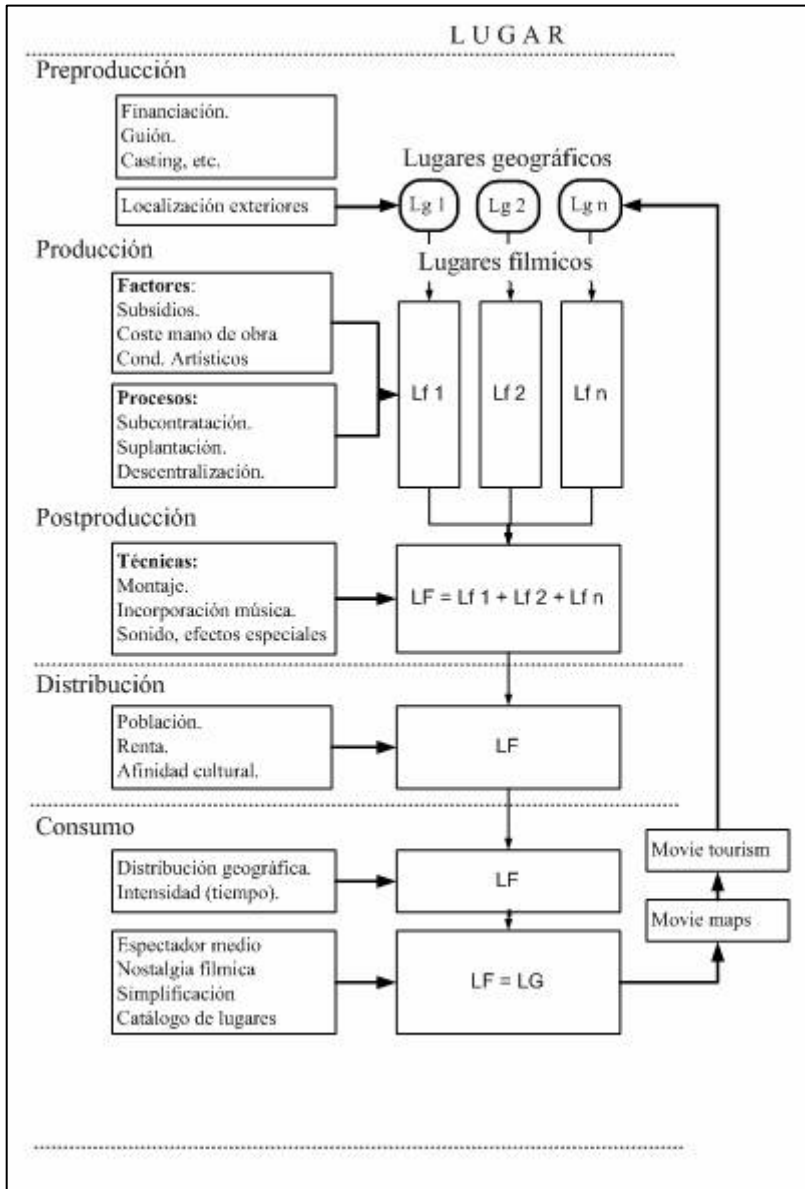 L U G A R
Preproducción
Financiación.
Guión.
Casting, etc.
Lugares geográficos
Localización exteriores
Lg 1
Lg 2
Lg n
Producción
Lugares fílmicos
Factores:
Subsidios.
Coste mano de obra
Cond. Artísticos
Procesos:
Subcontratación.
Suplantación.
Descentralización.
Lf 1
Lf 2
Lf n
Postproducción
Técnicas:
Montaje.
Incorporación música.
Sonido, efectos especiales
LF = Lf 1 + Lf 2 + Lf n
Distribución
Población.
Renta.
Afinidad cultural.
LF
Consumo
Distribución geográfica.
Intensidad (tiempo).
LF
Movie tourism
Movie maps
Espectador medio
Nostalgia fílmica
Simplificación
Catálogo de lugares
LF = LG